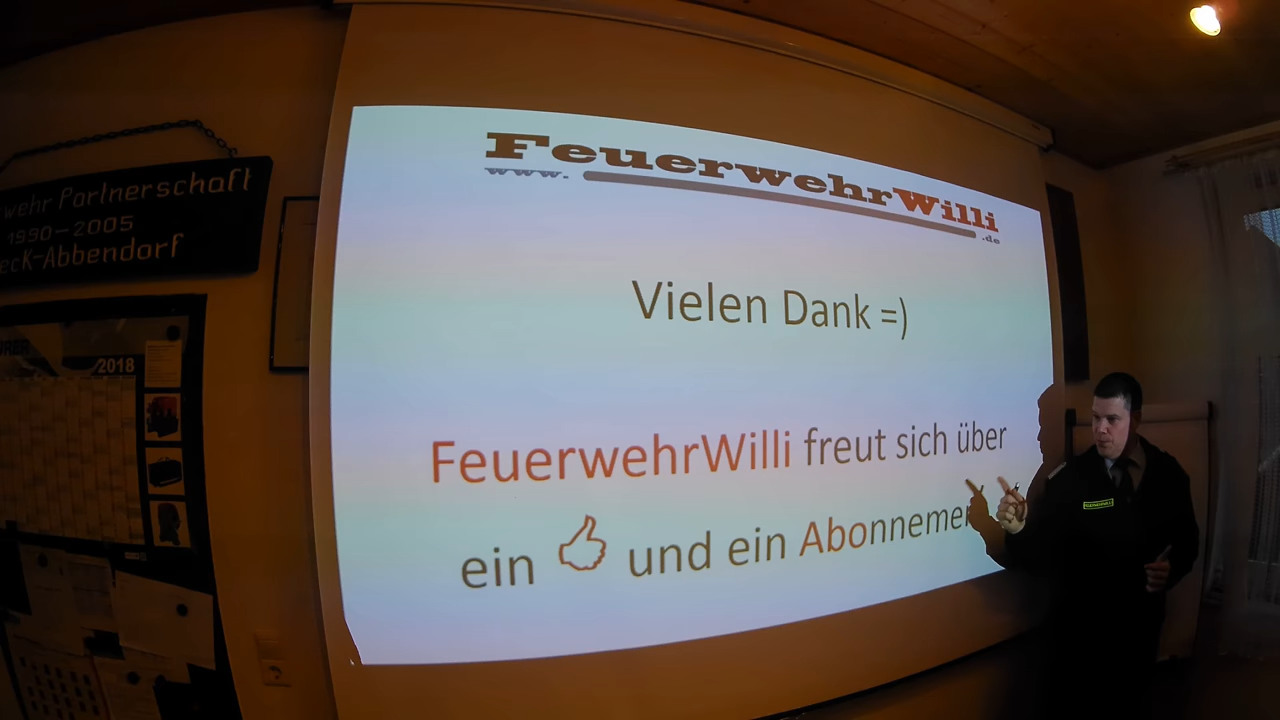 wehr Partnerschaft
1990-2005
eck-Abbendorf
2018
FeuerwehrWilli
www.
.de
Vielen Dank =)
FeuerwehrWilli freut sich über
ein und ein Abonnemen